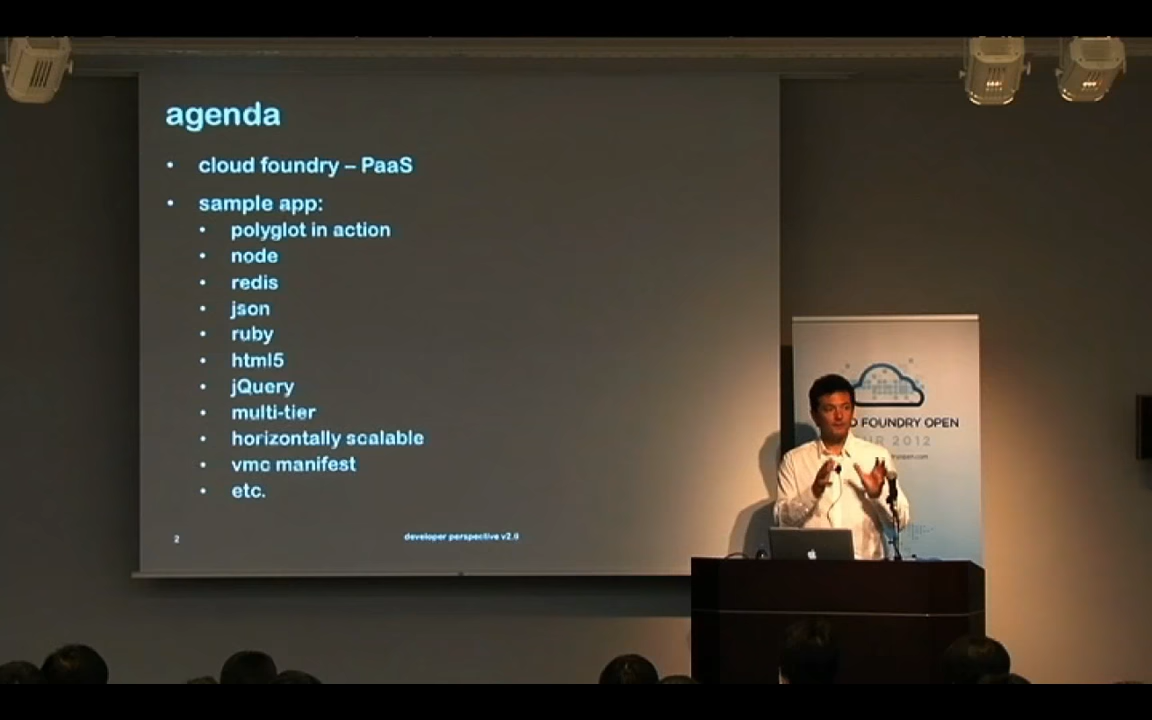 agenda
• cloud foundry – PaaS
• sample app:
• polyglot in action
• node
• redis
• json
• ruby
• html5
• jQuery
• multi-tier
• horizontally scalable
• vmc manifest
• etc.
2
developer perspective v2.0
FOUNDRY OPEN
2012